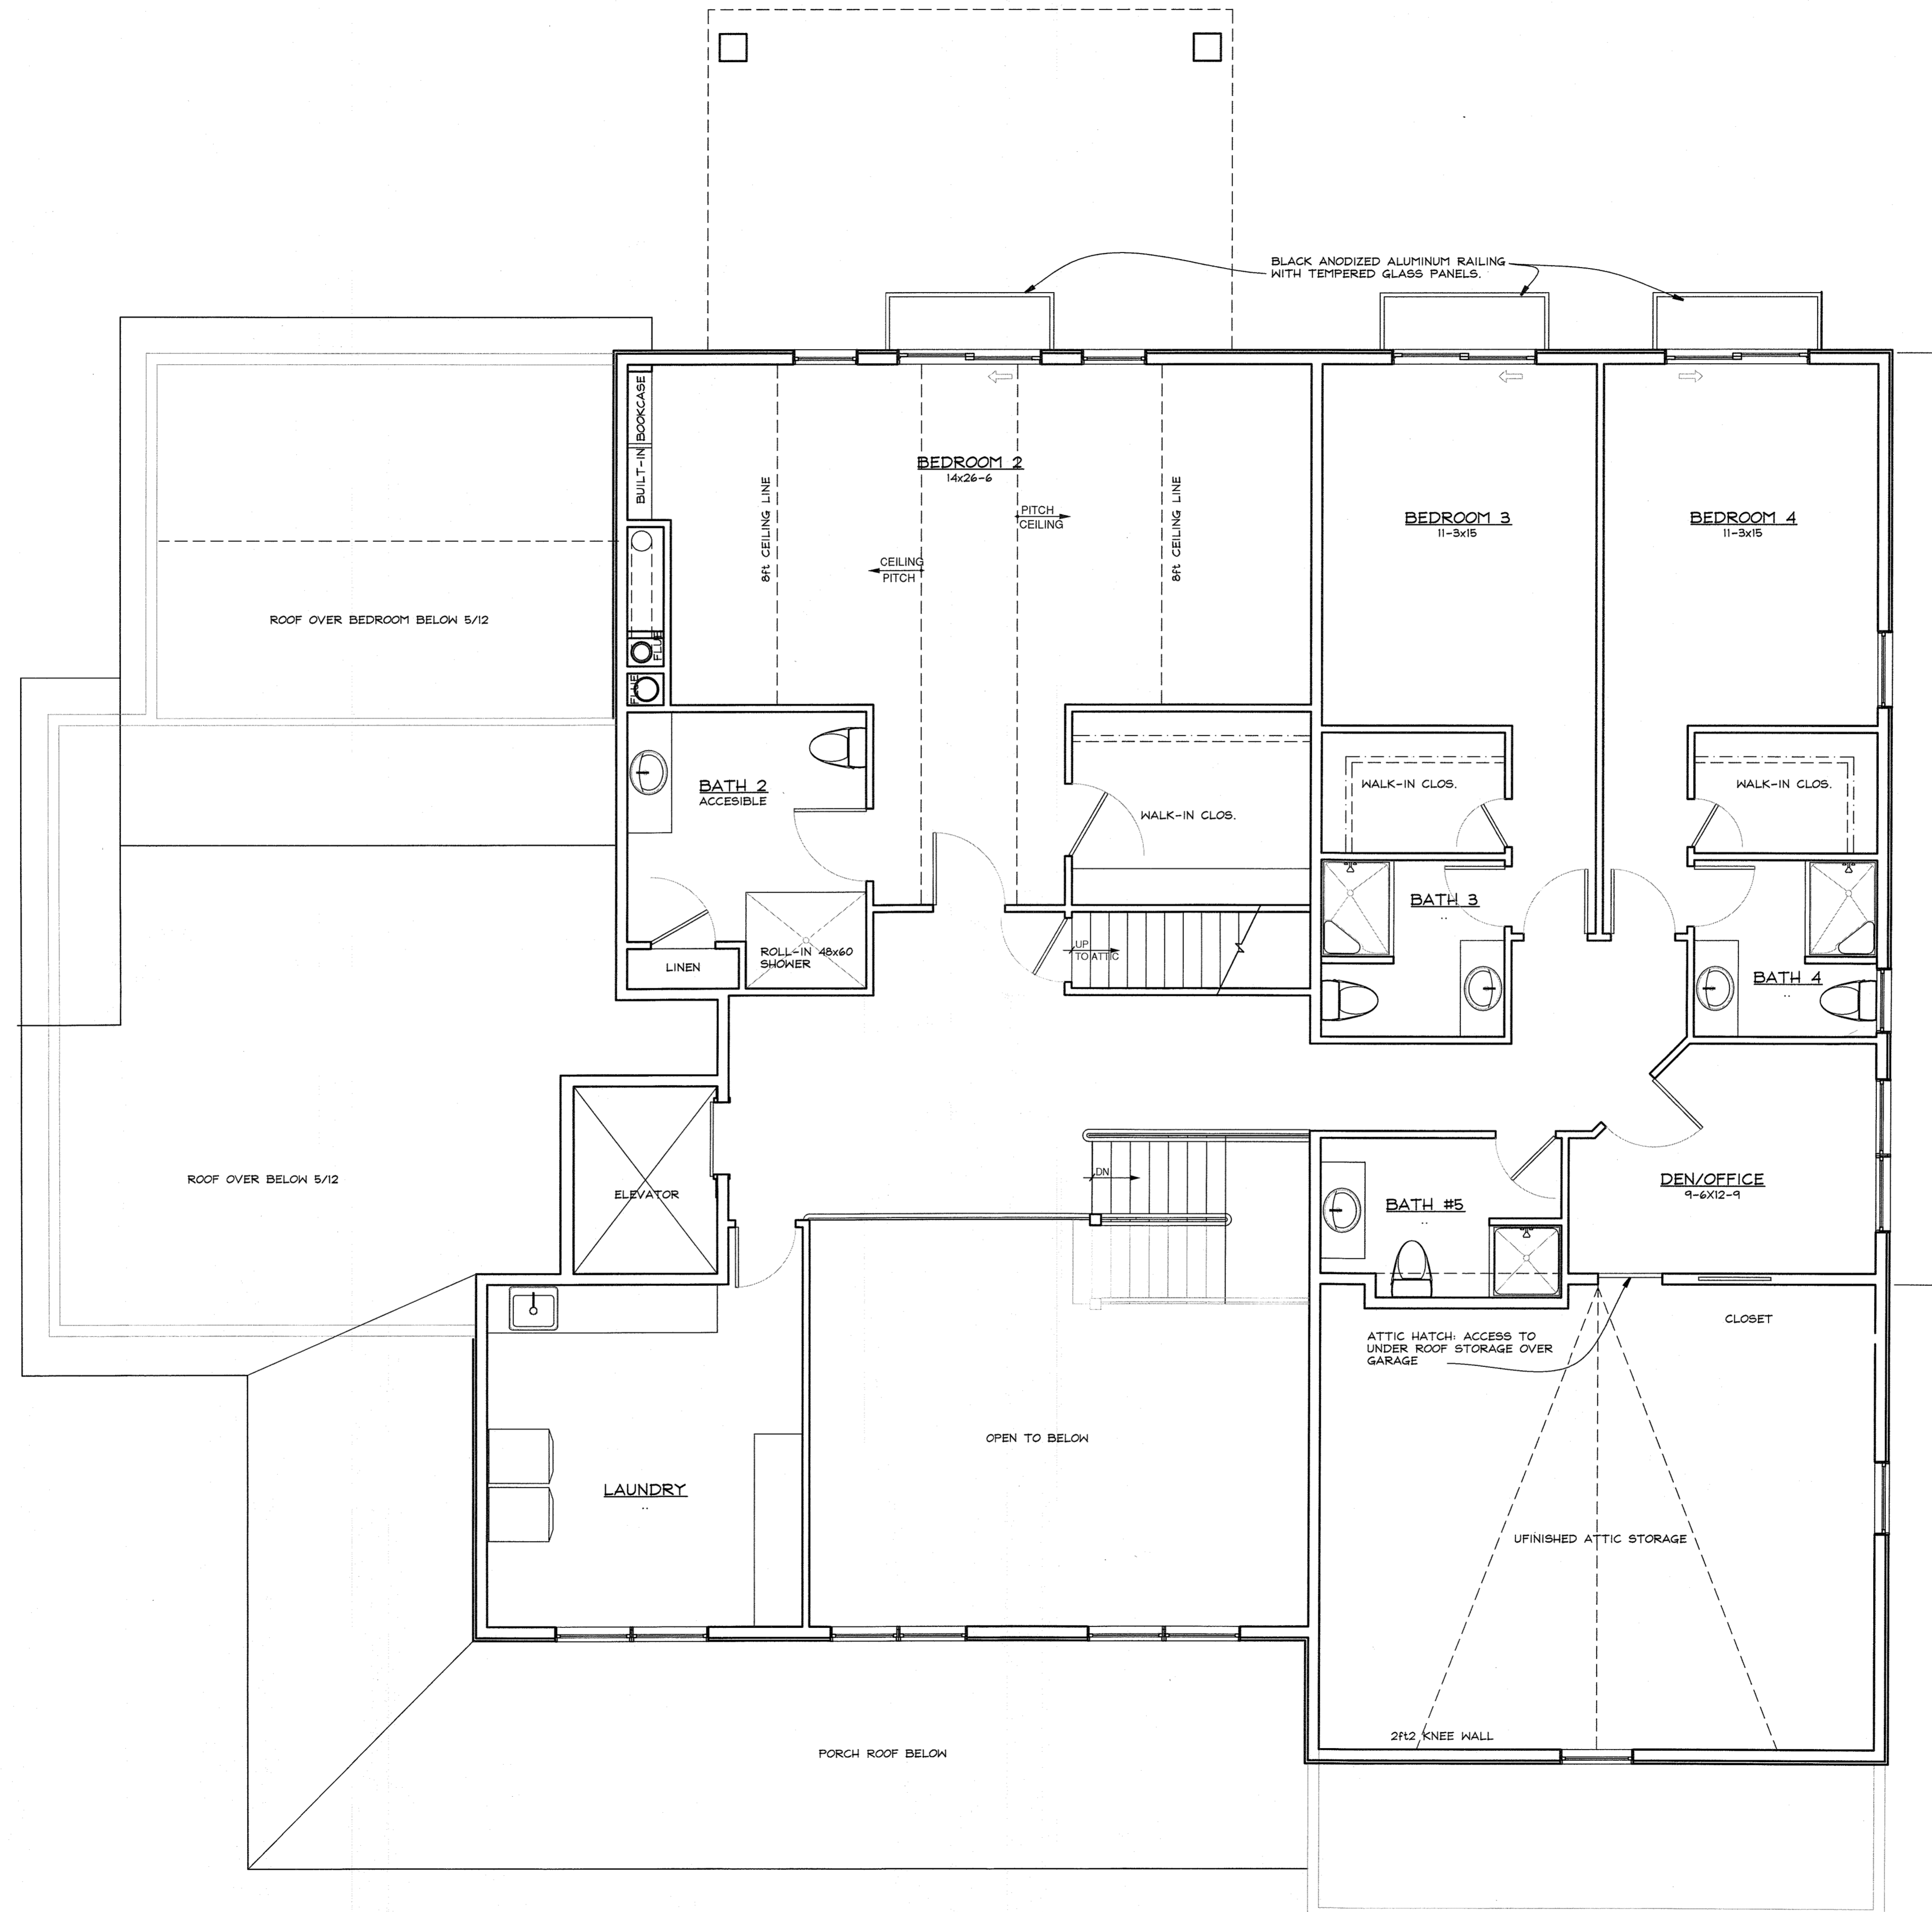 BLACK ANODIZED ALUMINUM RAILING
WITH TEMPERED GLASS PANELS.
BUILT-IN BOOKCASE
BEDROOM 2
14x26-6
8ft CEILING LINE
8ft CEILING LINE
PITCH
CEILING
CEILING
PITCH
BEDROOM 3
11-3x15
BEDROOM 4
11-3x15
ROOF OVER BEDROOM BELOW 5/12
FLUE
FLUE
BATH 2
ACCESIBLE
WALK-IN CLOS.
WALK-IN CLOS.
WALK-IN CLOS.
BATH 3
UP
TO ATTIC
ROLL-IN 48x60
SHOWER
LINEN
BATH 4
ROOF OVER BELOW 5/12
ELEVATOR
DN
BATH #5
DEN/OFFICE
9-6X12-9
CLOSET
ATTIC HATCH: ACCESS TO
UNDER ROOF STORAGE OVER
GARAGE
OPEN TO BELOW
LAUNDRY
UFINISHED ATTIC STORAGE
2ft2 KNEE WALL
PORCH ROOF BELOW